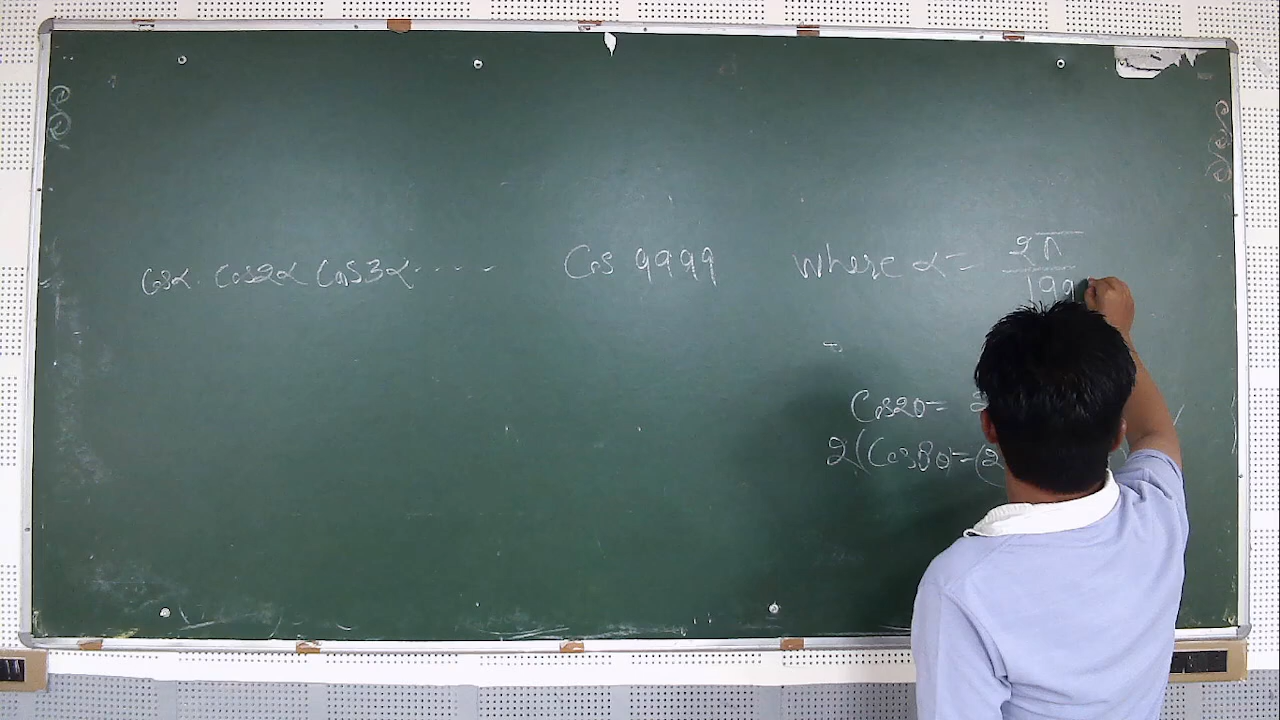 Cosα. Cos2α Cos3α ..... Cos 999α where α = 2π / 199
Cos2θ =
2(Cos8θ = (2